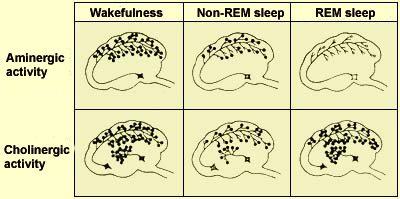 Wakefulness Non-REM sleep REM sleep
Aminergic
activity
Cholinergic
activity